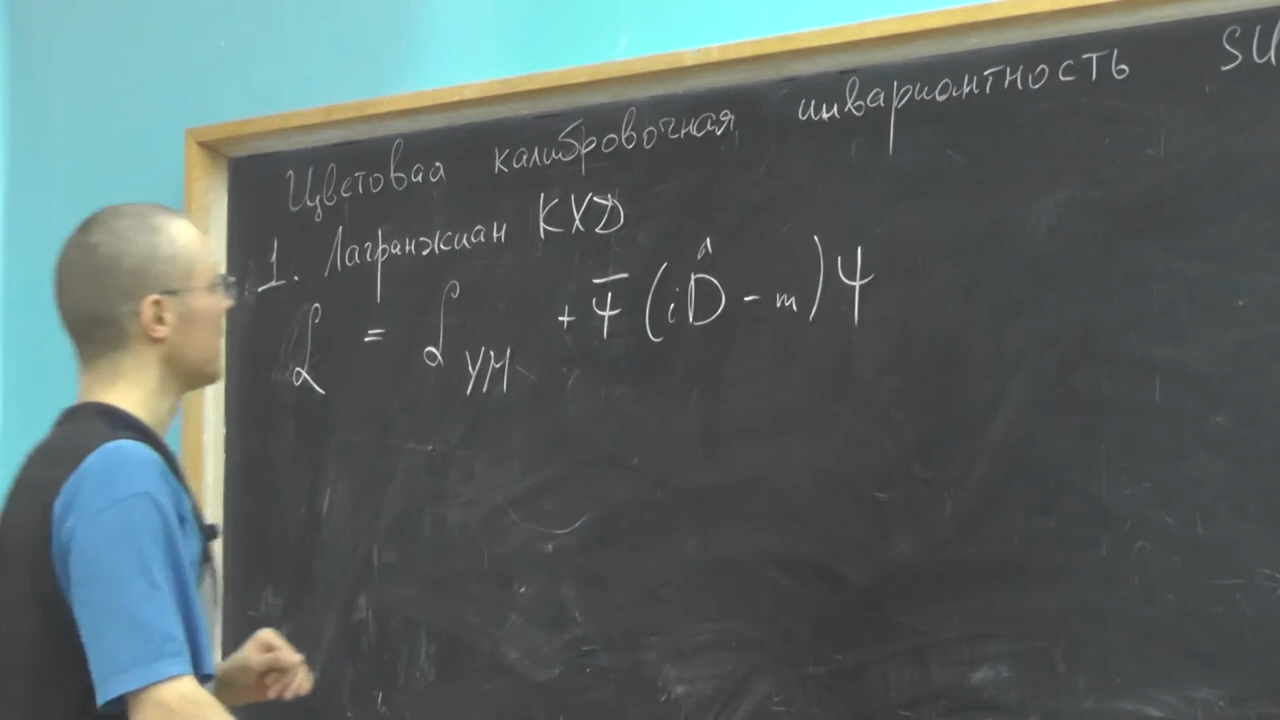 Цветовая калибровочная инвариантность SU
1. Лагранжиан КХД
ℒ = ℒ_YM + ψ̄ (iD̂ - m) ψ